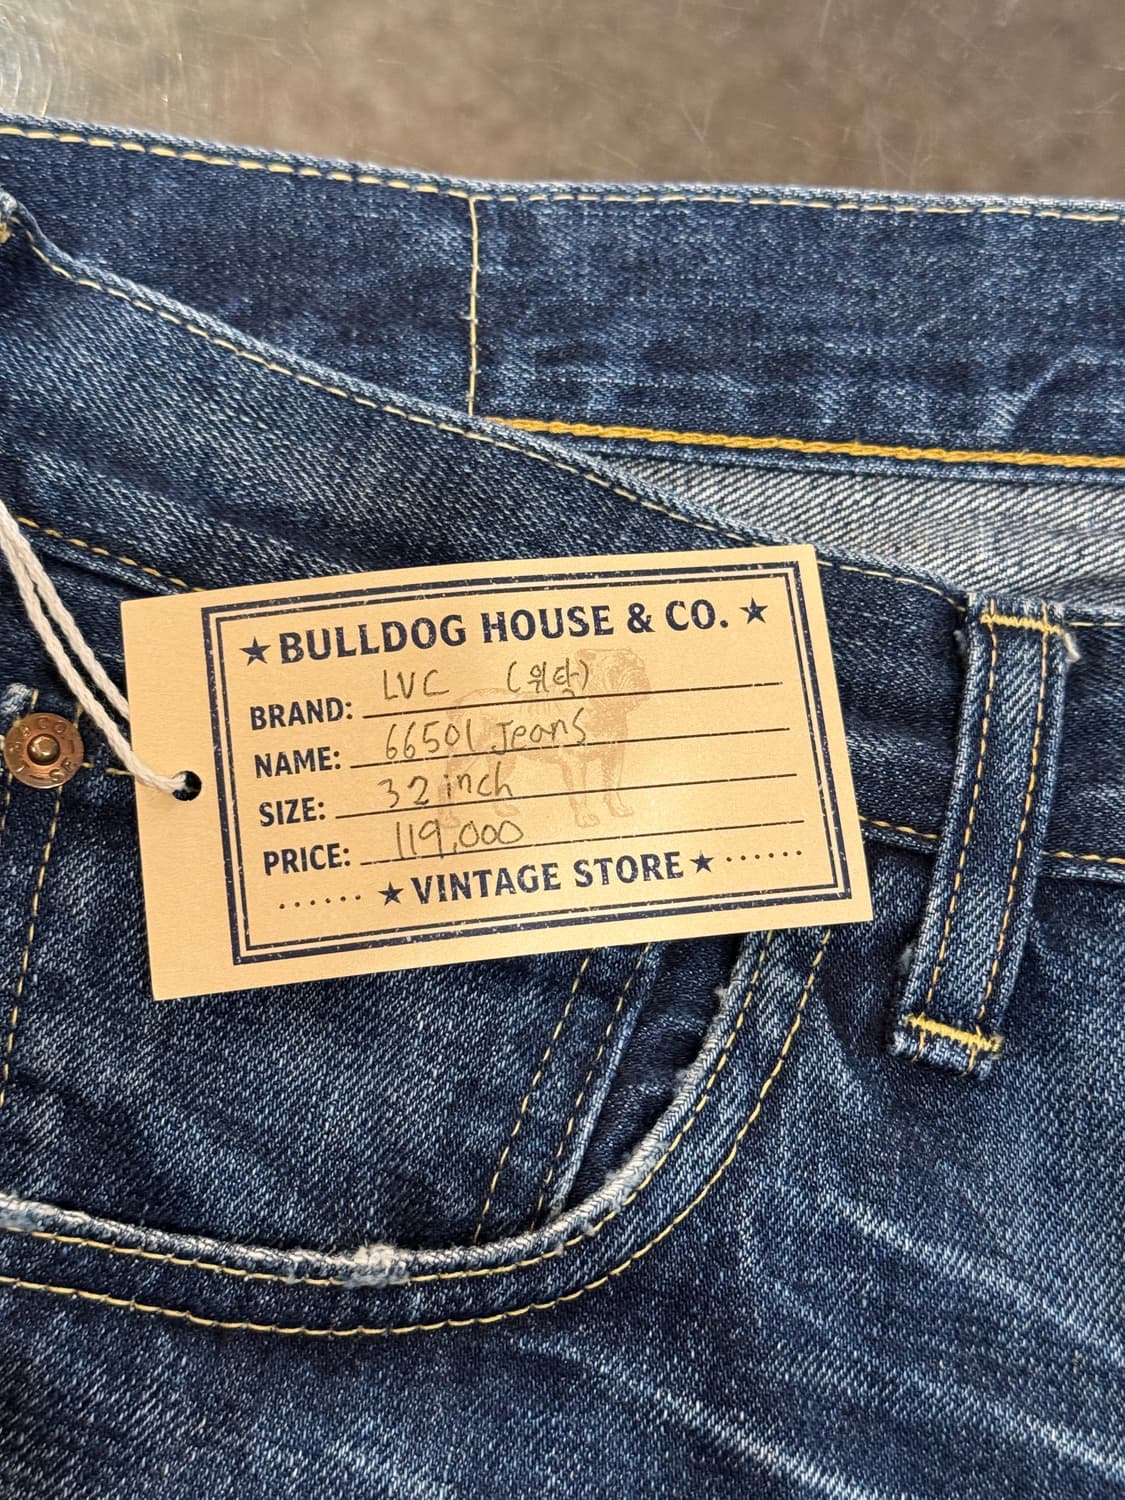 ★ BULLDOG HOUSE & CO. ★
BRAND: LVC (위탁)
NAME: 66501 Jeans
SIZE: 32 inch
PRICE: 119,000
...... ★ VINTAGE STORE ★ ......